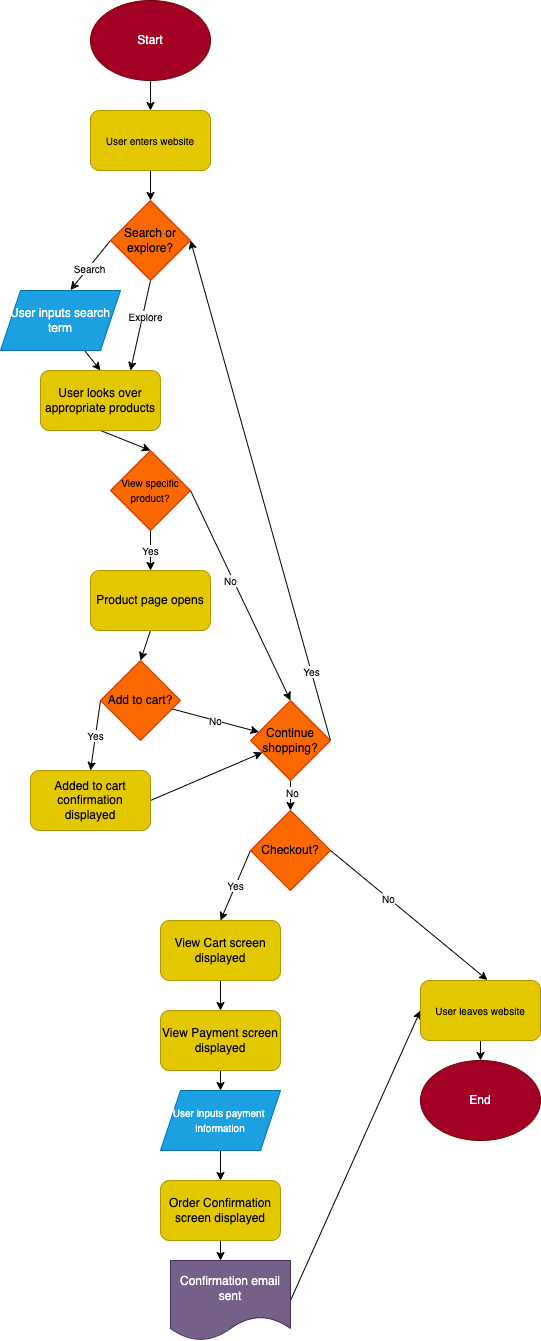 Start
User enters website
Search or
explore?
Search
Explore
User inputs search
term
User looks over
appropriate products
View specific
product?
Yes
No
Product page opens
Yes
Add to cart?
No
Continue
shopping?
Yes
Added to cart
confirmation
displayed
No
Checkout?
Yes
No
View Cart screen
displayed
User leaves website
View Payment screen
displayed
End
User inputs payment
information
Order Confirmation
screen displayed
Confirmation email
sent